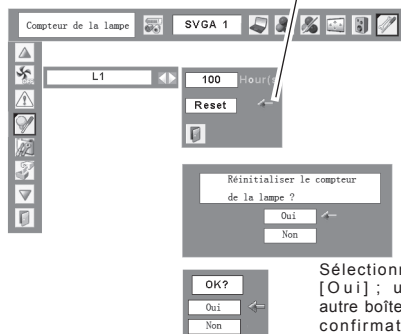 Compteur de la lampe
SVGA 1
L1
100 Hour(s
Reset
Réinitialiser le compteur
de la lampe ?
Oui
Non
OK?
Oui
Non
Sélectionn
[Oui] ; u
autre boîte
confirmat